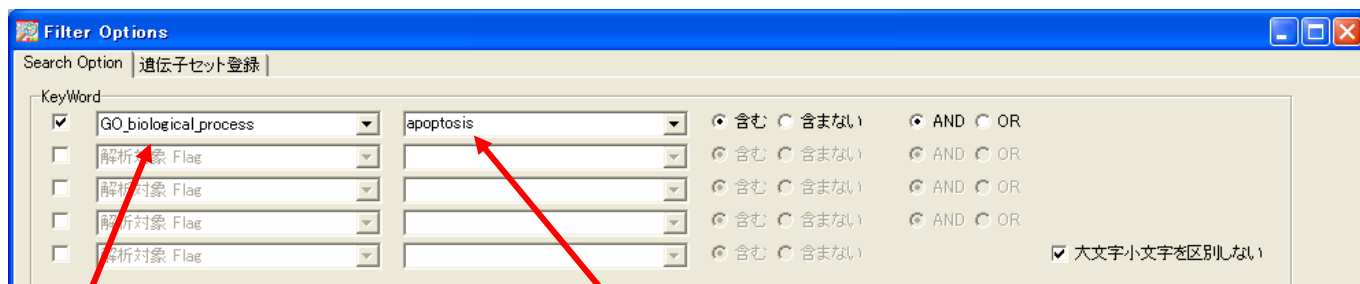 Filter Options
Search Option 遺伝子セット登録
KeyWord
GO_biological_process apoptosis 含む 含まない AND OR
解析対象 Flag 含む 含まない AND OR
解析対象 Flag 含む 含まない AND OR
解析対象 Flag 含む 含まない AND OR
解析対象 Flag 含む 含まない 大文字小文字を区別しない